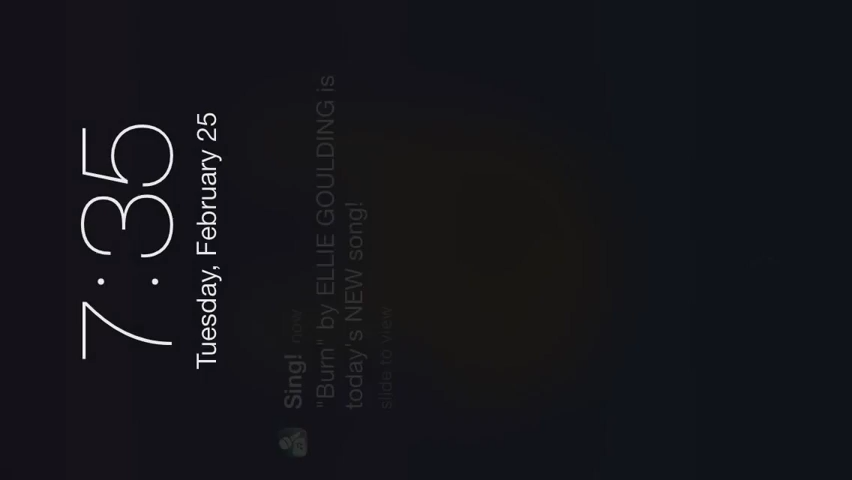 7:35
Tuesday, February 25
Sing! now
"Burn" by ELLIE GOULDING is
today's NEW song!
slide to view